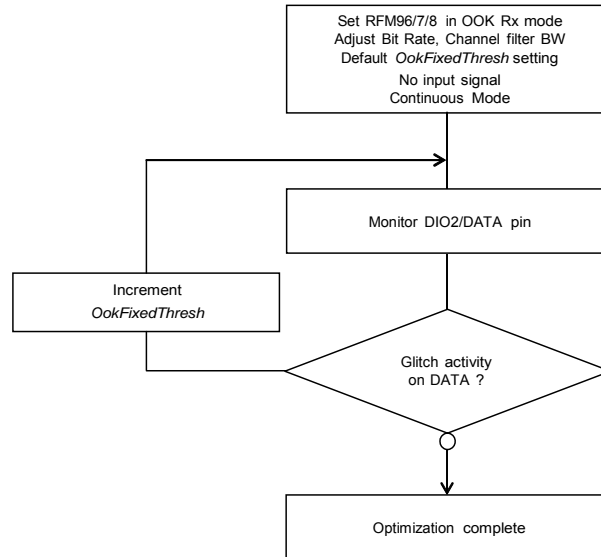 Set RFM96/7/8 in OOK Rx mode
Adjust Bit Rate, Channel filter BW
Default OokFixedThresh setting
No input signal
Continuous Mode
Monitor DIO2/DATA pin
Increment
OokFixedThresh
Glitch activity
on DATA ?
Optimization complete